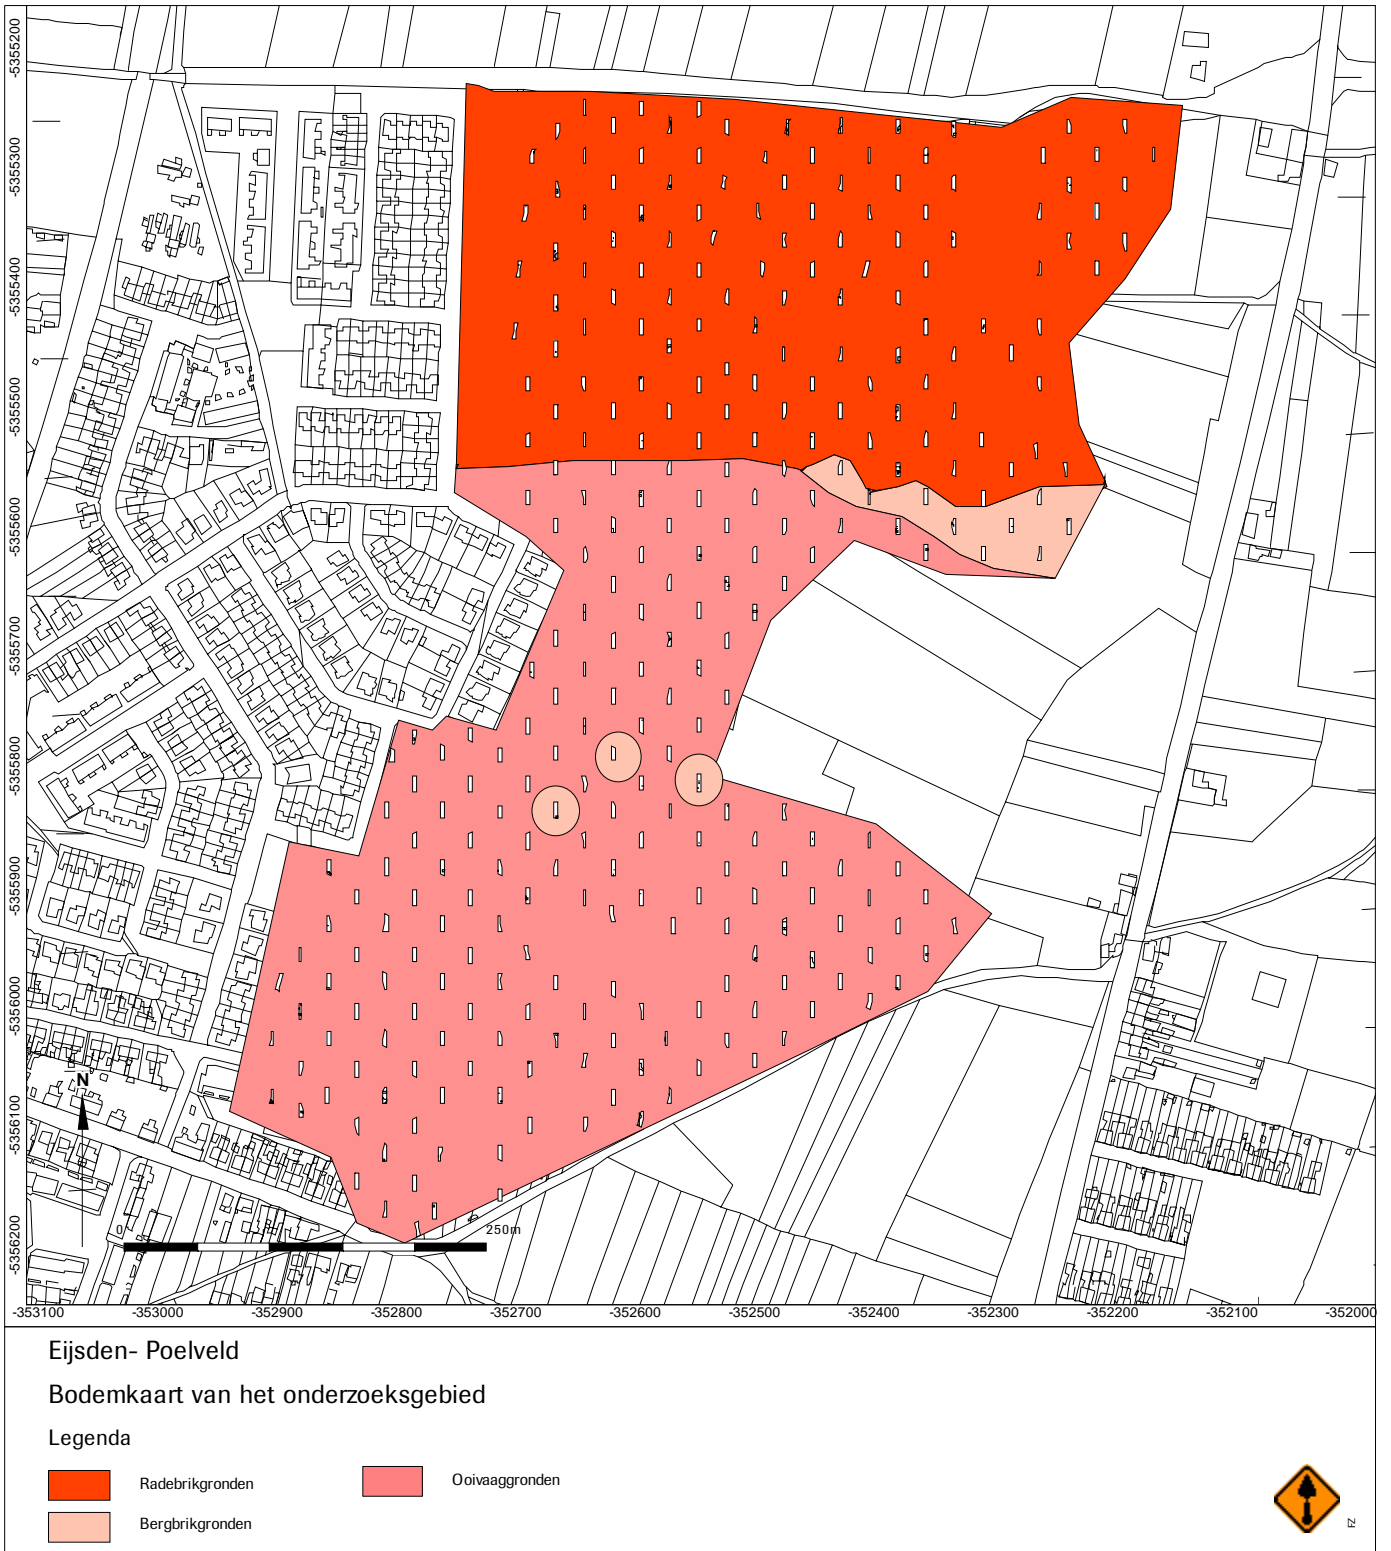 -5355200
-5355300
-5355400
-5355500
-5355600
-5355700
-5355800
-5355900
-5356000
-5356100
-5356200
N
0 250m
-353100 -353000 -352900 -352800 -352700 -352600 -352500 -352400 -352300 -352200 -352100 -352000
Eijsden- Poelveld
Bodemkaart van het onderzoeksgebied
Legenda
Radebrikgronden Ooivaaggronden
Bergbrikgronden
FZ